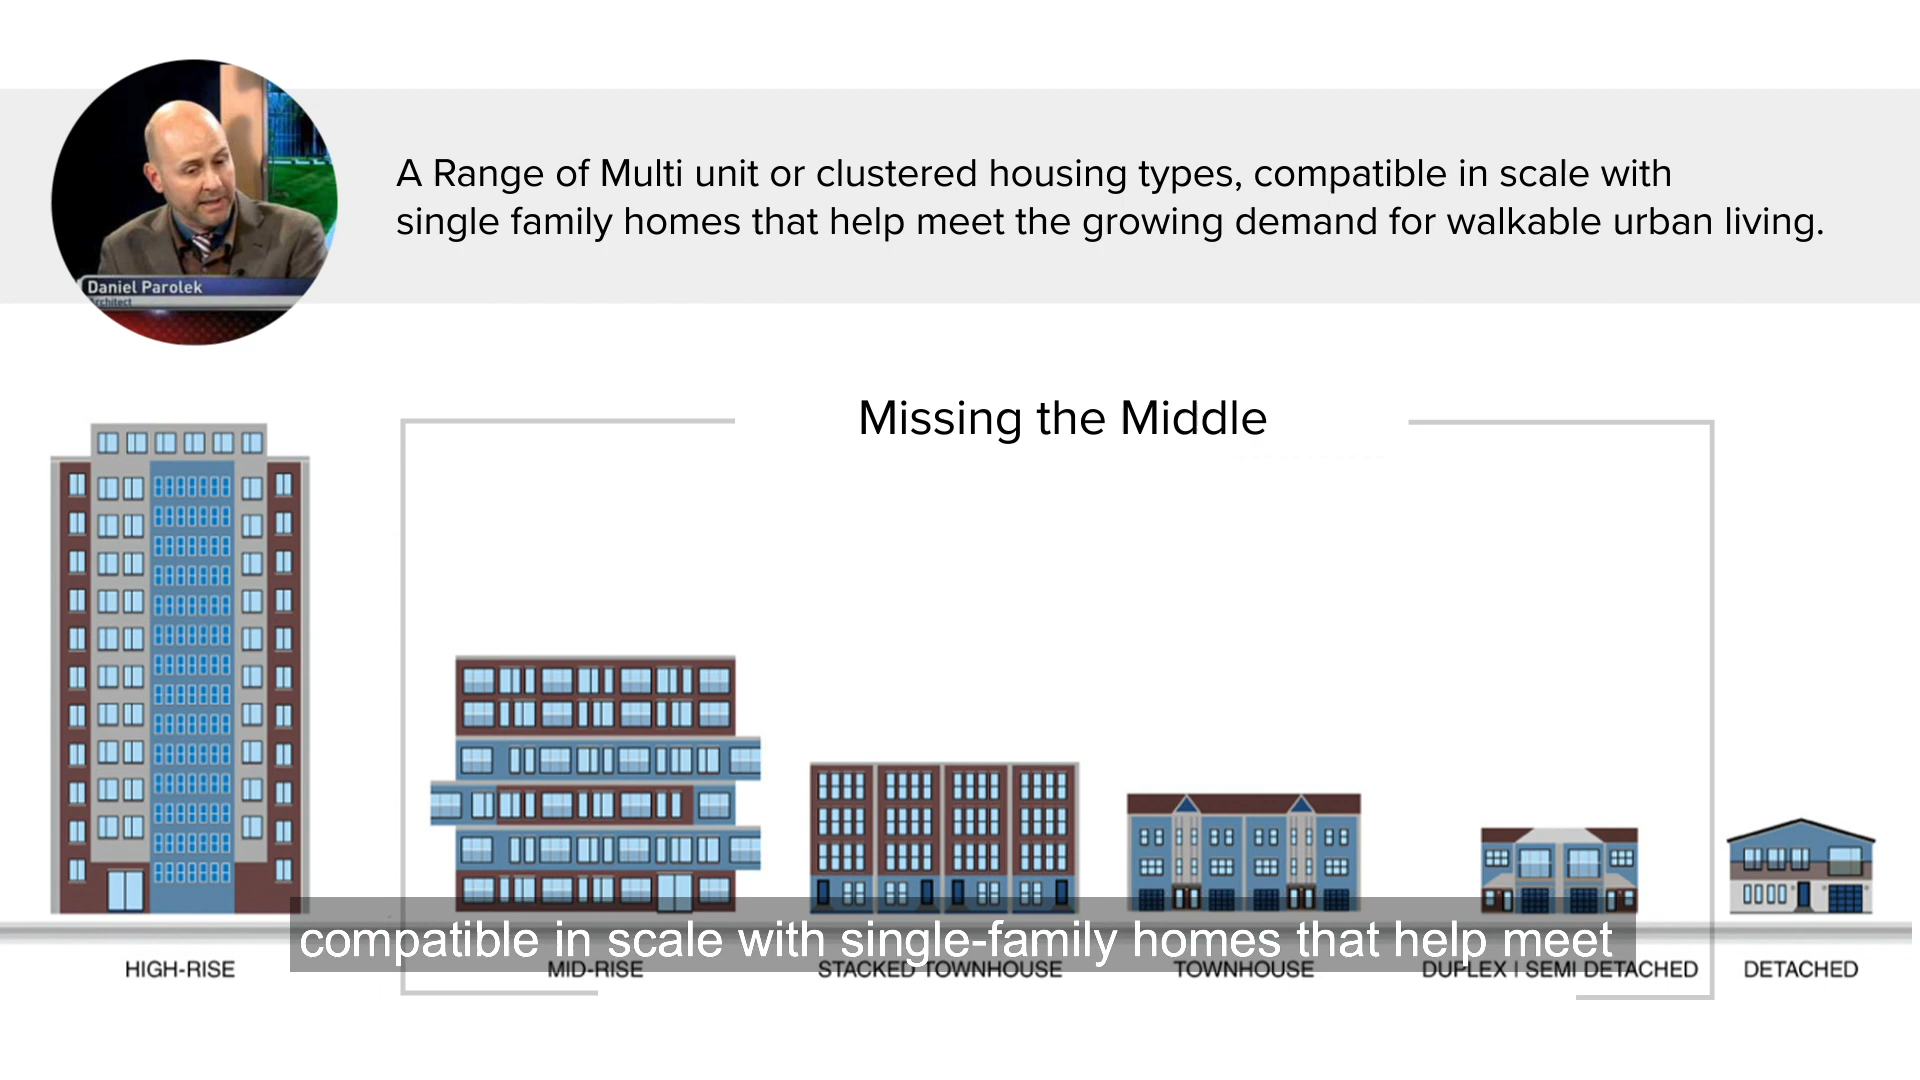 A Range of Multi unit or clustered housing types, compatible in scale with
single family homes that help meet the growing demand for walkable urban living.
Daniel Parolek
Architect
Missing the Middle
compatible in scale with single-family homes that help meet
HIGH-RISE
MID-RISE
STACKED TOWNHOUSE
TOWNHOUSE
DUPLEX | SEMI DETACHED
DETACHED